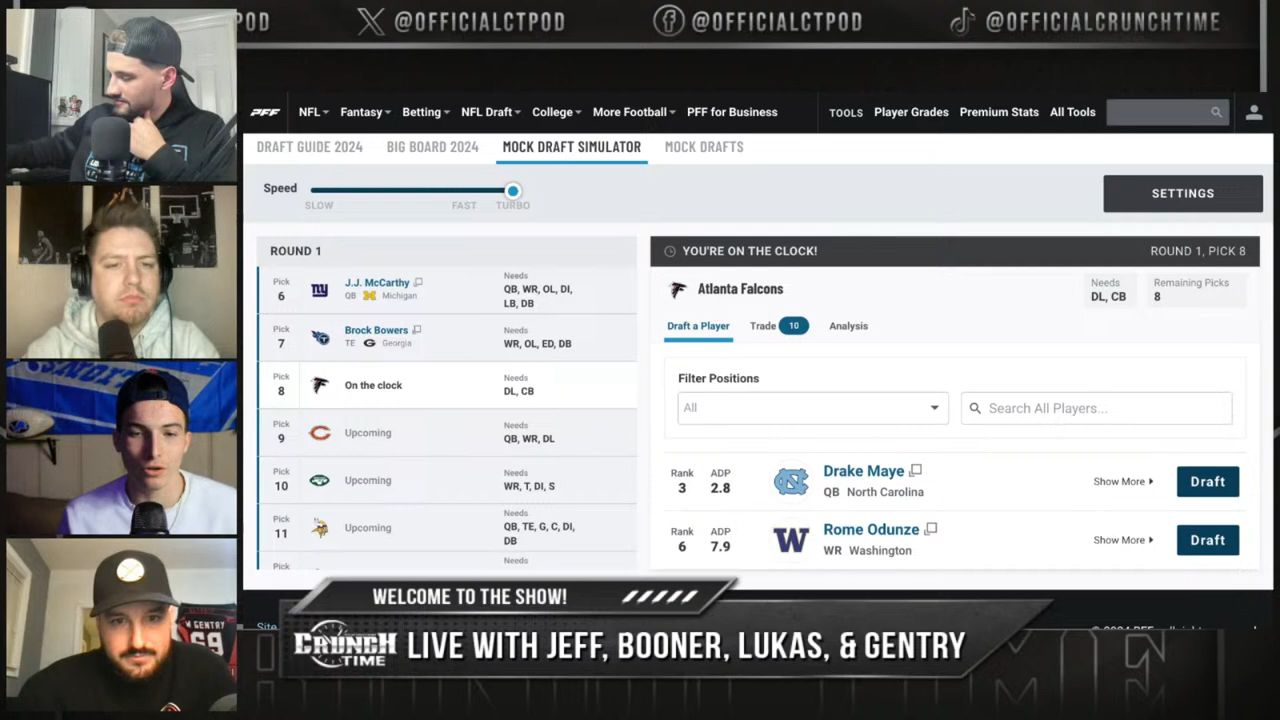 POD
@OFFICIALCTPOD
@OFFICIALCTPOD
@OFFICIALCRUNCHTIME
PFF
NFL
Fantasy
Betting
NFL Draft
College
More Football
PFF for Business
TOOLS
Player Grades
Premium Stats
All Tools
DRAFT GUIDE 2024
BIG BOARD 2024
MOCK DRAFT SIMULATOR
MOCK DRAFTS
Speed
SLOW
FAST
TURBO
SETTINGS
ROUND 1
Pick
6
J.J. McCarthy
QB Michigan
Needs
QB, WR, OL, DI,
LB, DB
Pick
7
Brock Bowers
TE Georgia
Needs
WR, OL, ED, DB
Pick
8
On the clock
Needs
DL, CB
Pick
9
Upcoming
Needs
QB, WR, DL
Pick
10
Upcoming
Needs
WR, T, DI, S
Pick
11
Upcoming
Needs
QB, TE, G, C, DI,
DB
Pick
Needs
YOU'RE ON THE CLOCK!
ROUND 1, PICK 8
Atlanta Falcons
Needs
DL, CB
Remaining Picks
8
Draft a Player
Trade 10
Analysis
Filter Positions
All
Search All Players...
Rank
3
ADP
2.8
Drake Maye
QB North Carolina
Show More
Draft
Rank
6
ADP
7.9
W
Rome Odunze
WR Washington
Show More
Draft
Site
WELCOME TO THE SHOW!
CRUNCH
TIME
LIVE WITH JEFF, BOONER, LUKAS, & GENTRY
GENTRY
69